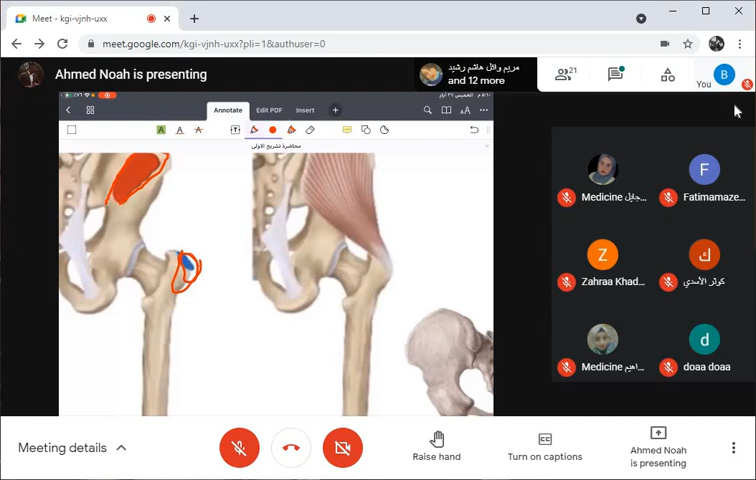 Meet - kgi-vjnh-uxx
meet.google.com/kgi-vjnh-uxx?pli=1&authuser=0
Ahmed Noah is presenting
مريم وائل هاشم رشيد
and 12 more
21
You
B
Annotate
Edit PDF
Insert
محاضرة تشريح الاولى
Medicine جايل...
F
Fatimamaze...
Z
Zahraa Khad...
ك
كوثر الأسدي
Medicine اهيم...
d
doaa doaa
Meeting details
Raise hand
Turn on captions
Ahmed Noah
is presenting